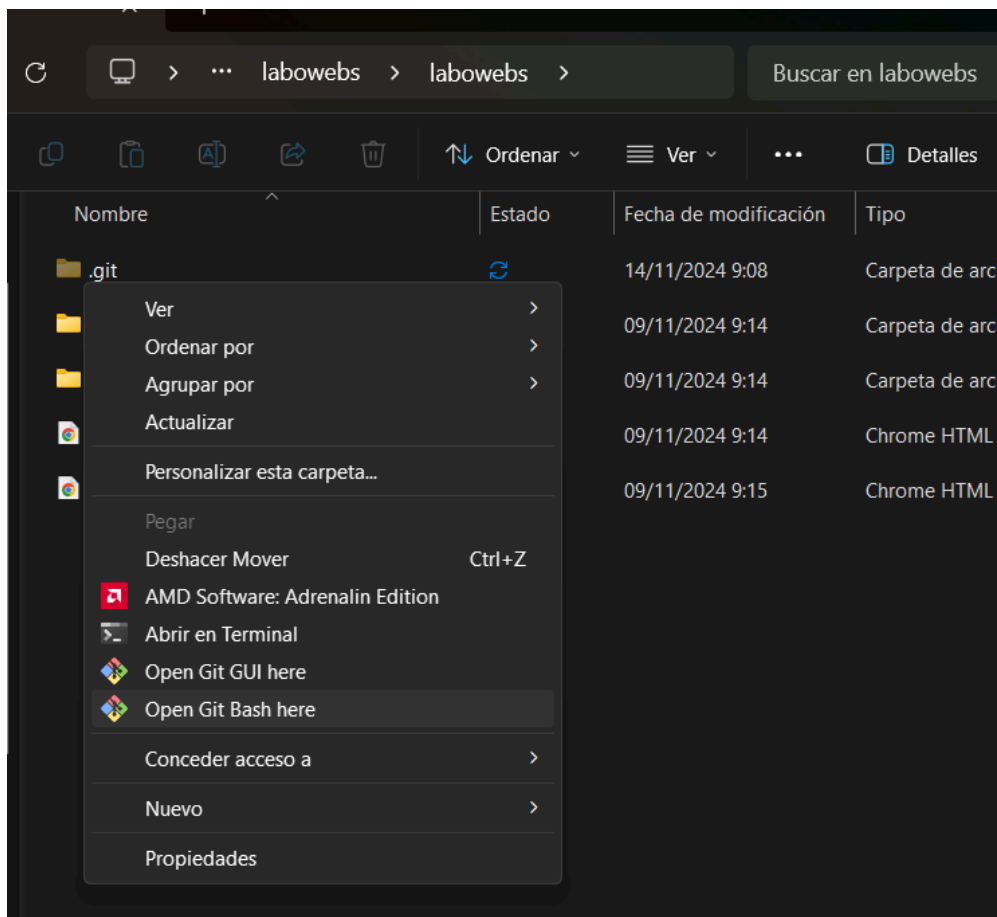 labowebs > labowebs >
Buscar en labowebs
Ordenar
Ver
Detalles
Nombre
Estado
Fecha de modificación
Tipo
.git
14/11/2024 9:08
Carpeta de arc
09/11/2024 9:14
Carpeta de arc
09/11/2024 9:14
Carpeta de arc
09/11/2024 9:14
Chrome HTML
09/11/2024 9:15
Chrome HTML
Ver
Ordenar por
Agrupar por
Actualizar
Personalizar esta carpeta...
Pegar
Deshacer Mover Ctrl+Z
AMD Software: Adrenalin Edition
Abrir en Terminal
Open Git GUI here
Open Git Bash here
Conceder acceso a
Nuevo
Propiedades